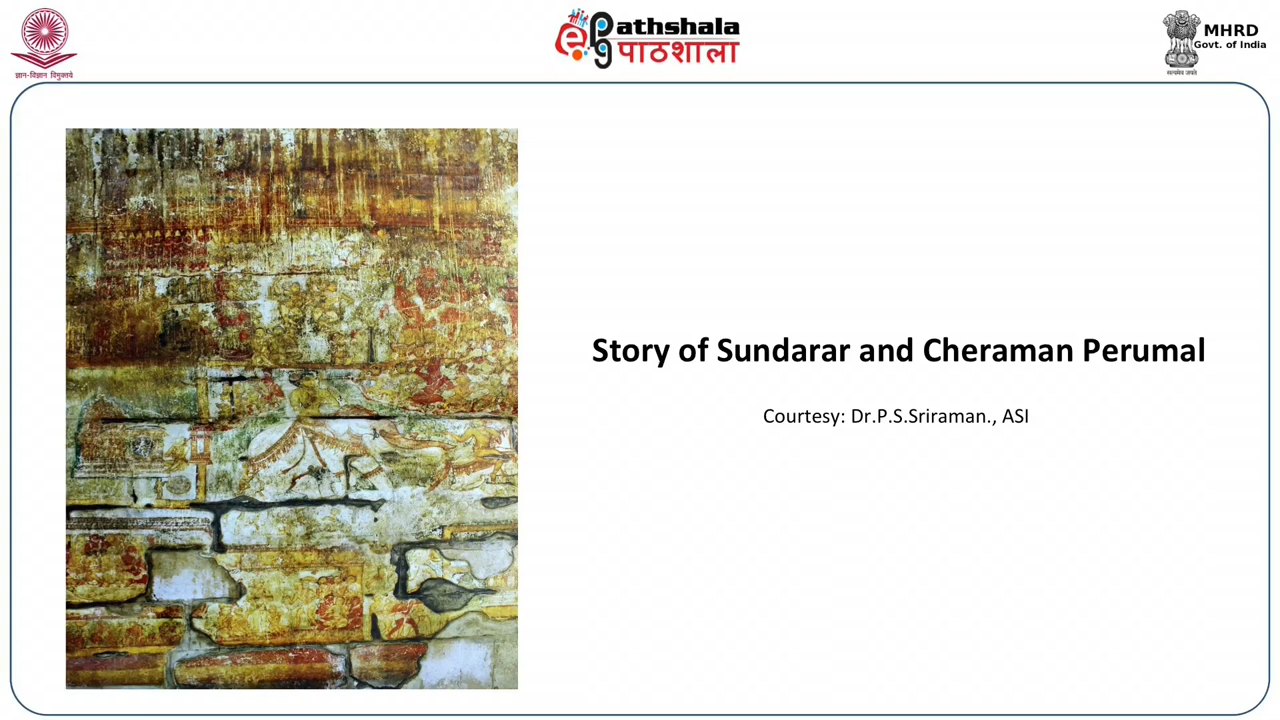 ज्ञान-विज्ञान विमुक्तये
ePathshala
पाठशाला
MHRD
Govt. of India
सत्यमेव जयते
Story of Sundarar and Cheraman Perumal
Courtesy: Dr.P.S.Sriraman., ASI